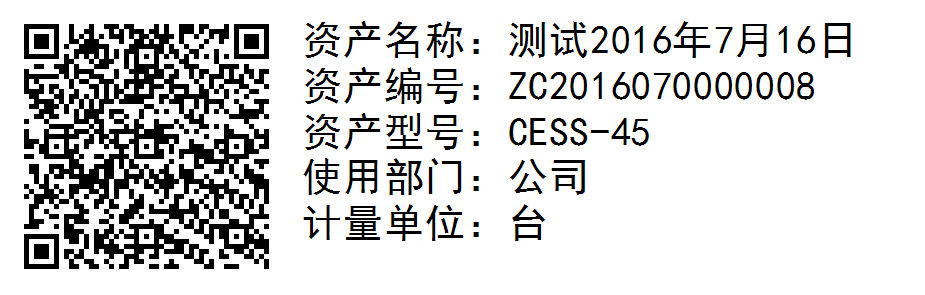 资产名称：测试2016年7月16日
资产编号：ZC2016070000008
资产型号：CESS-45
使用部门：公司
计量单位：台